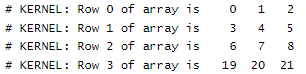 # KERNEL: Row 0 of array is    0   1   2
# KERNEL: Row 1 of array is    3   4   5
# KERNEL: Row 2 of array is    6   7   8
# KERNEL: Row 3 of array is   19  20  21